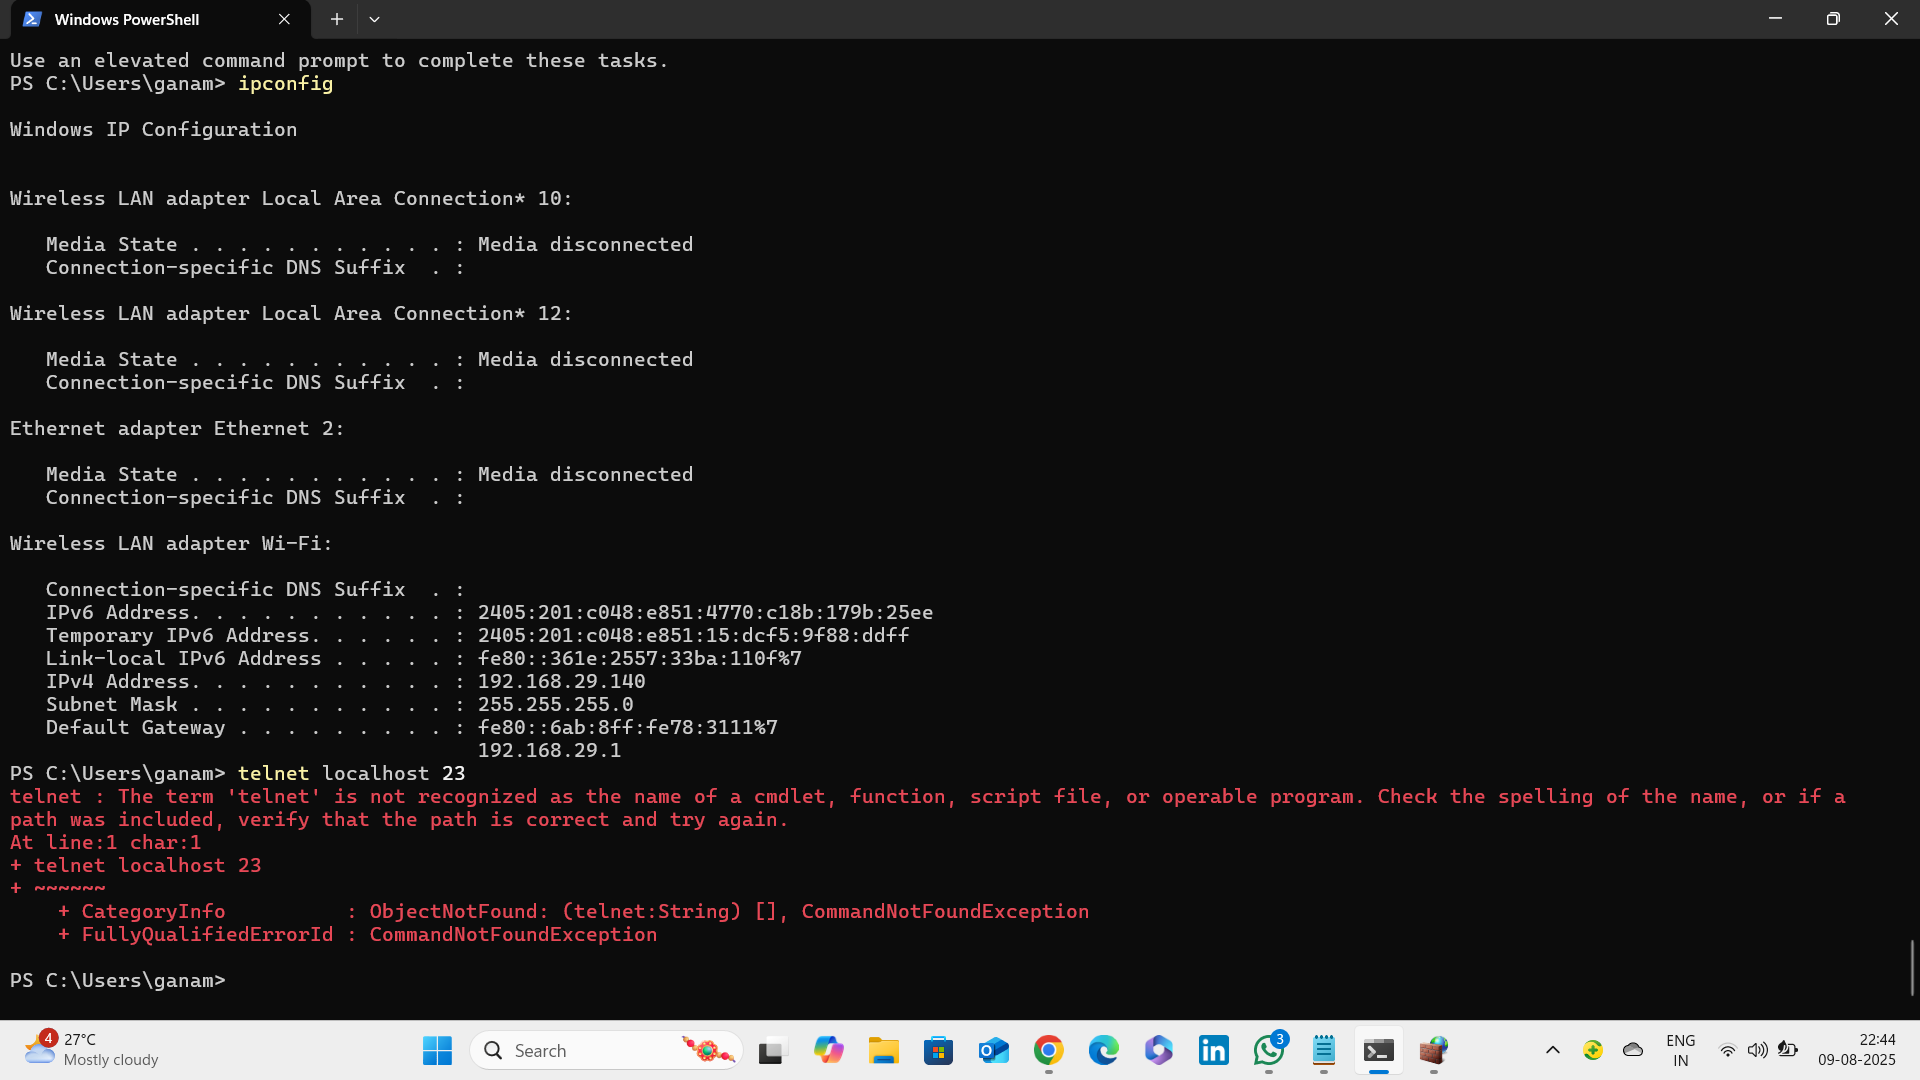 Windows PowerShell
Use an elevated command prompt to complete these tasks.
PS C:\Users\ganam> ipconfig
Windows IP Configuration
Wireless LAN adapter Local Area Connection* 10:
Media State . . . . . . . . . . . : Media disconnected
Connection-specific DNS Suffix  . :
Wireless LAN adapter Local Area Connection* 12:
Media State . . . . . . . . . . . : Media disconnected
Connection-specific DNS Suffix  . :
Ethernet adapter Ethernet 2:
Media State . . . . . . . . . . . : Media disconnected
Connection-specific DNS Suffix  . :
Wireless LAN adapter Wi-Fi:
Connection-specific DNS Suffix  . :
IPv6 Address. . . . . . . . . . . : 2405:201:c048:e851:4770:c18b:179b:25ee
Temporary IPv6 Address. . . . . . : 2405:201:c048:e851:15:dcf5:9f88:ddff
Link-local IPv6 Address . . . . . : fe80::361e:2557:33ba:110f%7
IPv4 Address. . . . . . . . . . . : 192.168.29.140
Subnet Mask . . . . . . . . . . . : 255.255.255.0
Default Gateway . . . . . . . . . : fe80::6ab:8ff:fe78:3111%7
192.168.29.1
PS C:\Users\ganam> telnet localhost 23
telnet : The term 'telnet' is not recognized as the name of a cmdlet, function, script file, or operable program. Check the spelling of the name, or if a
path was included, verify that the path is correct and try again.
At line:1 char:1
+ telnet localhost 23
+ ~~~~~~
+ CategoryInfo          : ObjectNotFound: (telnet:String) [], CommandNotFoundException
+ FullyQualifiedErrorId : CommandNotFoundException
PS C:\Users\ganam>
4
27°C
Mostly cloudy
Search
3
ENG
IN
22:44
09-08-2025